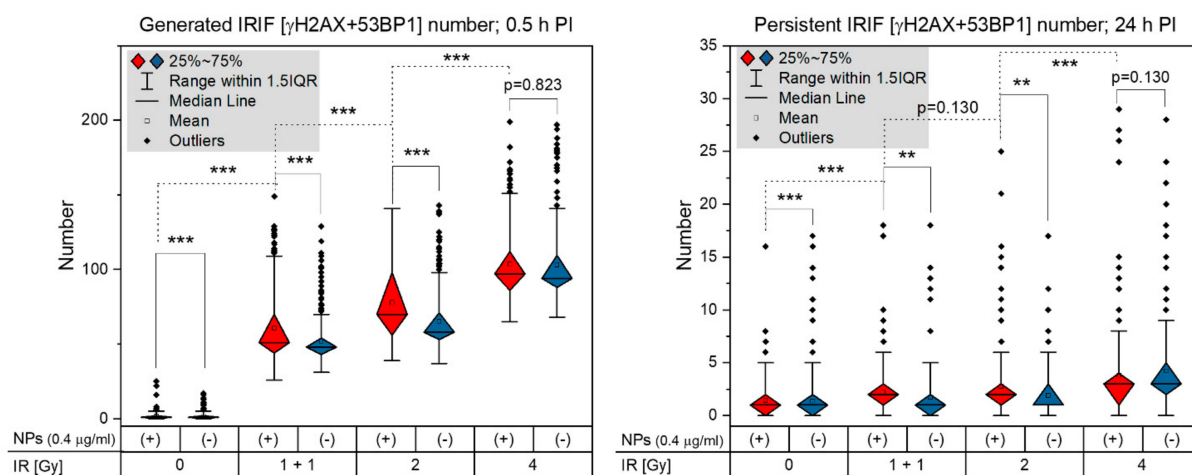 Generated IRIF [γH2AX+53BP1] number; 0.5 h PI
25%~75%
Range within 1.5IQR
Median Line
Mean
Outliers
***
***
***
***
***
p=0.823
200
100
0
Number
NPs (0.4 µg/ml) (+) (-) (+) (-) (+) (-) (+) (-)
IR [Gy] 0 1 + 1 2 4
Persistent IRIF [γH2AX+53BP1] number; 24 h PI
25%~75%
Range within 1.5IQR
Median Line
Mean
Outliers
***
**
p=0.130
p=0.130
***
**
***
35
30
25
20
15
10
5
0
Number
NPs (0.4 µg/ml) (+) (-) (+) (-) (+) (-) (+) (-)
IR [Gy] 0 1 + 1 2 4